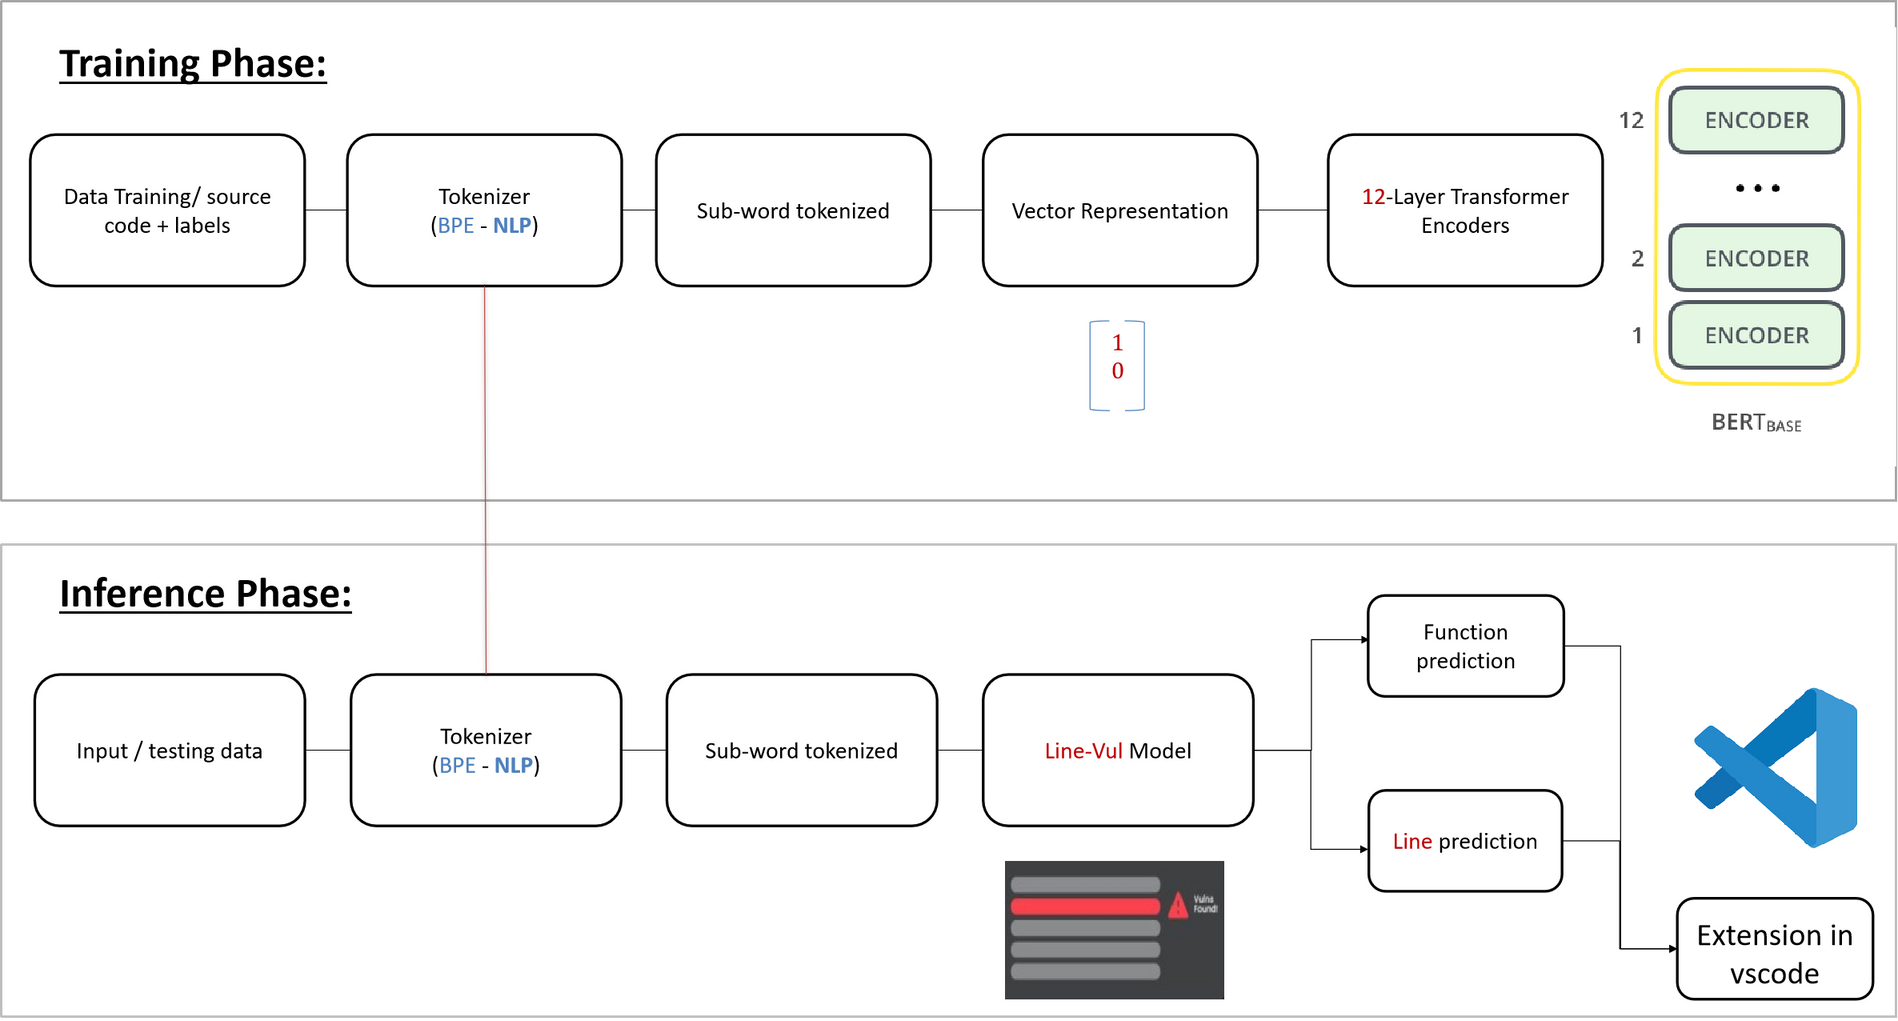 Training Phase:
Data Training/ source
code + labels
Tokenizer
(BPE - NLP)
Sub-word tokenized
Vector Representation
12-Layer Transformer
Encoders
1
0
12
ENCODER
2
ENCODER
1
ENCODER
BERTBASE
Inference Phase:
Input / testing data
Tokenizer
(BPE - NLP)
Sub-word tokenized
Line-Vul Model
Vulns
Found!
Function
prediction
Line prediction
Extension in
vscode